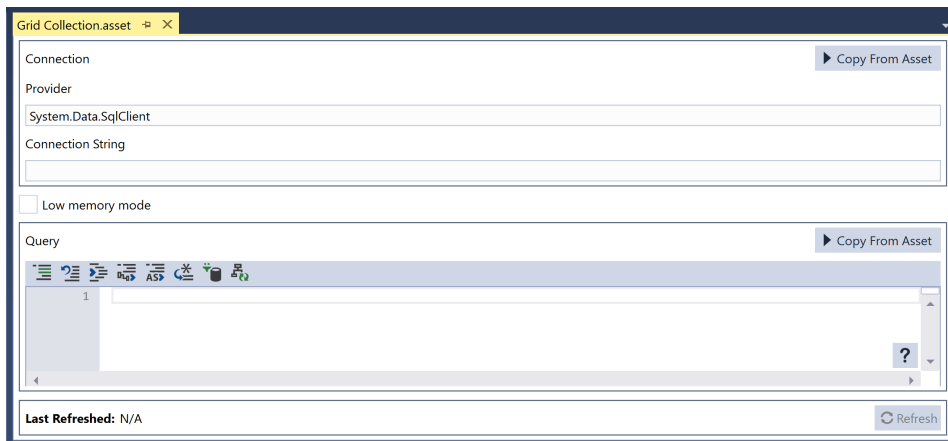 Grid Collection.asset
Connection
Copy From Asset
Provider
System.Data.SqlClient
Connection String
Low memory mode
Query
Copy From Asset
AS
1
?
Last Refreshed: N/A
Refresh